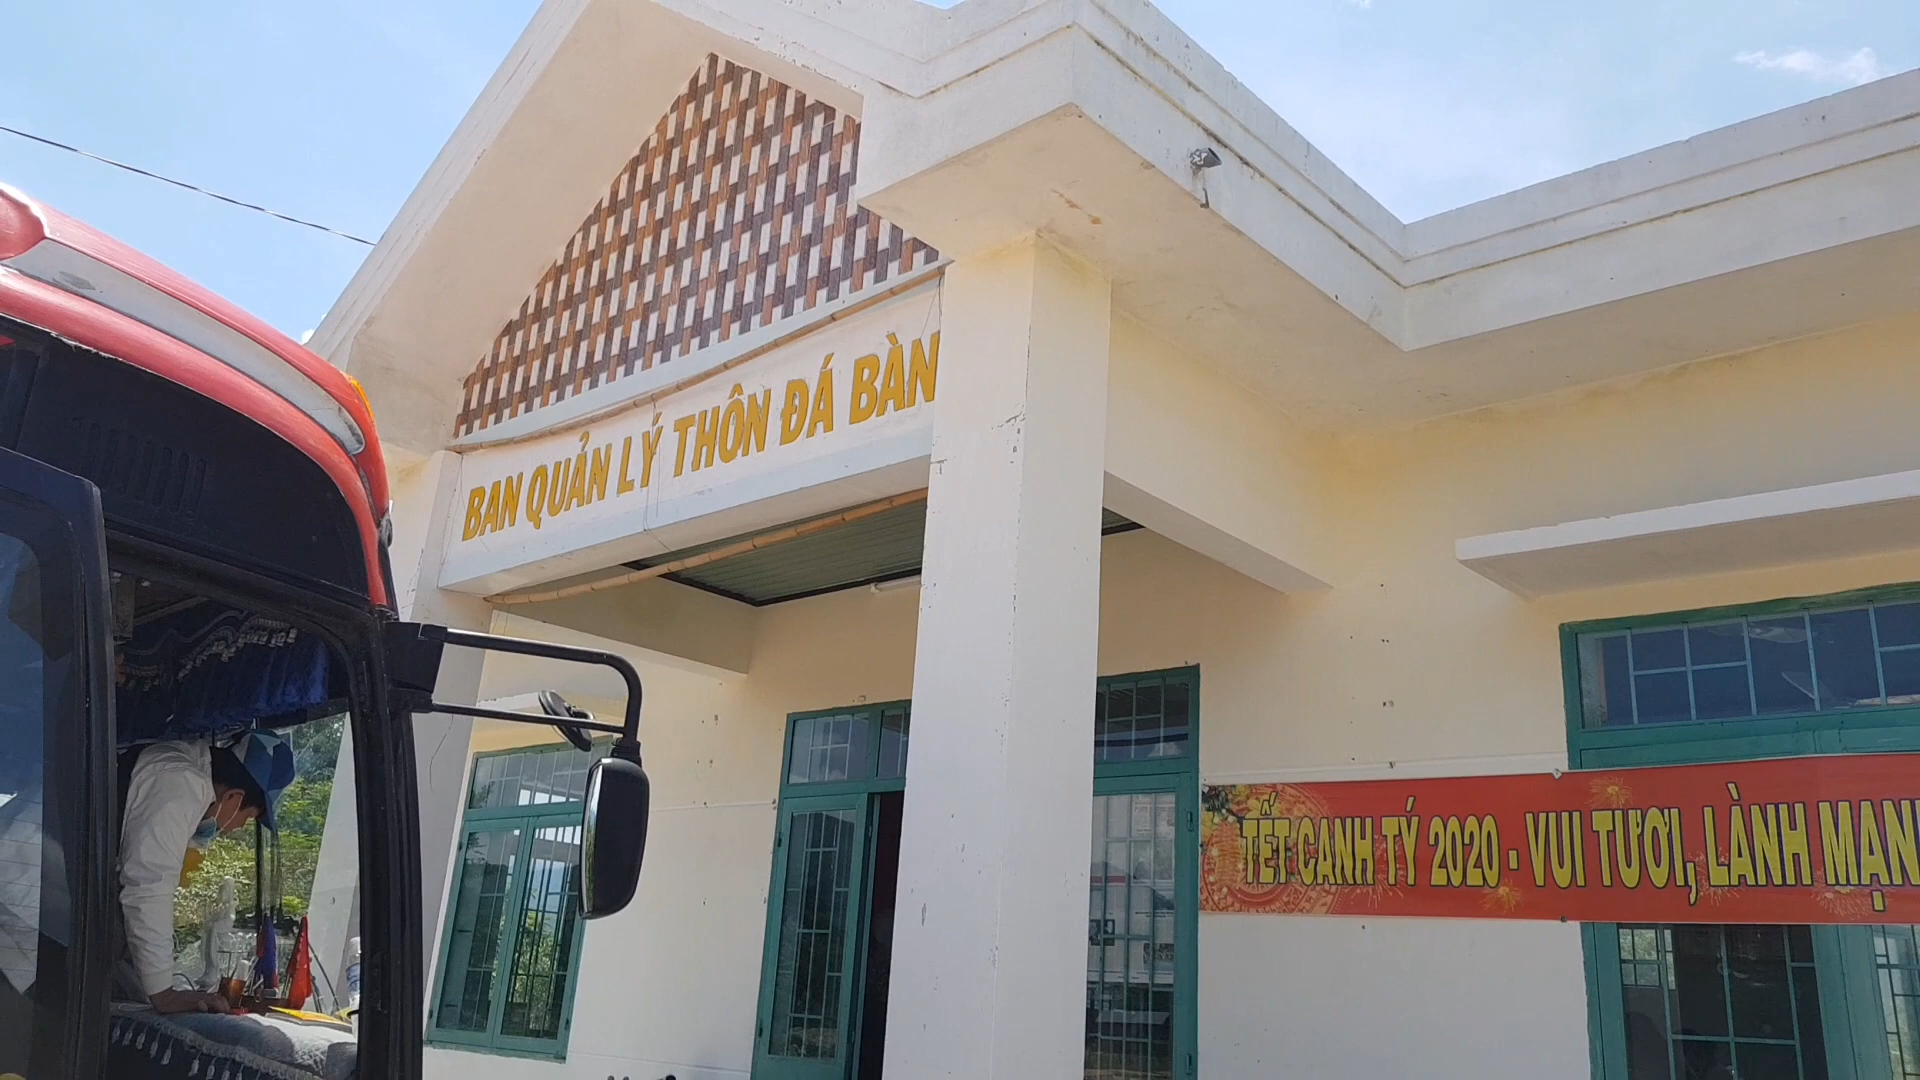 BAN QUẢN LÝ THÔN ĐÁ BÀN
TẾT CANH TÝ 2020 - VUI TƯƠI, LÀNH MẠN